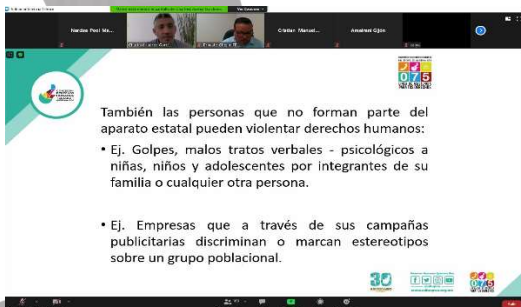 También las personas que no forman parte del
aparato estatal pueden violentar derechos humanos:
• Ej. Golpes, malos tratos verbales - psicológicos a
niñas, niños y adolescentes por integrantes de su
familia o cualquier otra persona.
• Ej. Empresas que a través de sus campañas
publicitarias discriminan o marcan estereotipos
sobre un grupo poblacional.
075
30
075